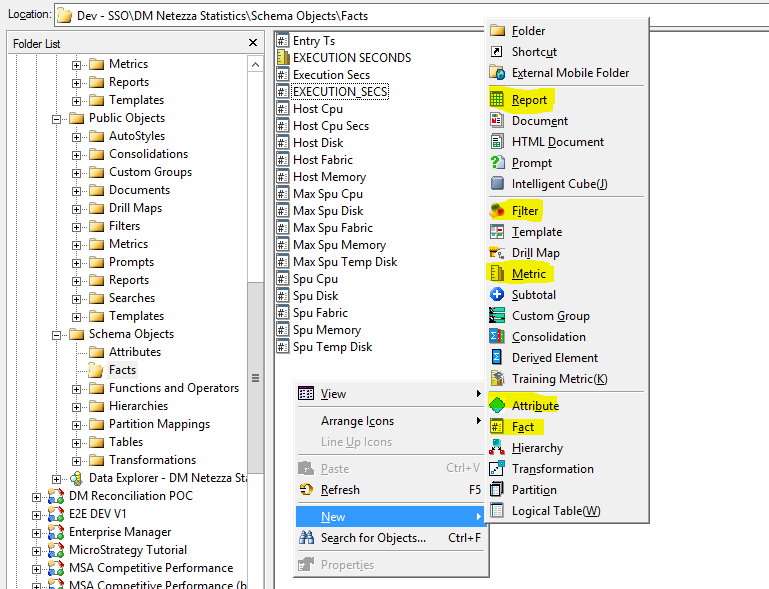 Location: Dev - SSO\DM Netezza Statistics\Schema Objects\Facts
Folder List
Metrics
Reports
Templates
Public Objects
AutoStyles
Consolidations
Custom Groups
Documents
Drill Maps
Filters
Metrics
Prompts
Reports
Searches
Templates
Schema Objects
Attributes
Facts
Functions and Operators
Hierarchies
Partition Mappings
Tables
Transformations
Data Explorer - DM Netezza Sta
DM Reconciliation POC
E2E DEV V1
Enterprise Manager
MicroStrategy Tutorial
MSA Competitive Performance
MSA Competitive Performance (b
Entry Ts
EXECUTION SECONDS
Execution Secs
EXECUTION_SECS
Host Cpu
Host Cpu Secs
Host Disk
Host Fabric
Host Memory
Max Spu Cpu
Max Spu Disk
Max Spu Fabric
Max Spu Memory
Max Spu Temp Disk
Spu Cpu
Spu Disk
Spu Fabric
Spu Memory
Spu Temp Disk
View
Arrange Icons
Line Up Icons
Paste Ctrl+V
Refresh F5
New
Search for Objects... Ctrl+F
Properties
Folder
Shortcut
External Mobile Folder
Report
Document
HTML Document
Prompt
Intelligent Cube(J)
Filter
Template
Drill Map
Metric
Subtotal
Custom Group
Consolidation
Derived Element
Training Metric(K)
Attribute
Fact
Hierarchy
Transformation
Partition
Logical Table(W)